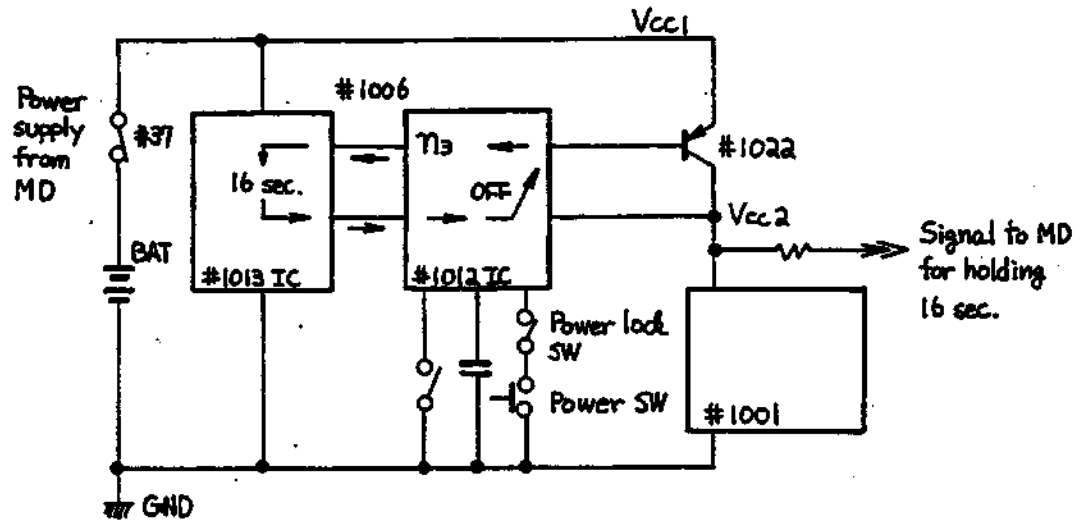 Vcc1
Power
supply
from
MD
#37
BAT
GND
#1006
16 sec.
#1013 IC
η3
OFF
#1012 IC
#1022
Vcc2
Signal to MD
for holding
16 sec.
Power lock
SW
Power SW
#1001